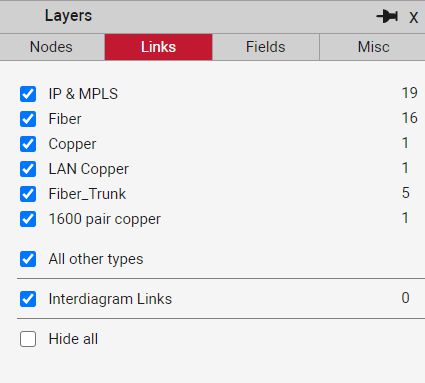 Layers X
Nodes Links Fields Misc
IP & MPLS 19
Fiber 16
Copper 1
LAN Copper 1
Fiber_Trunk 5
1600 pair copper 1
All other types
Interdiagram Links 0
Hide all